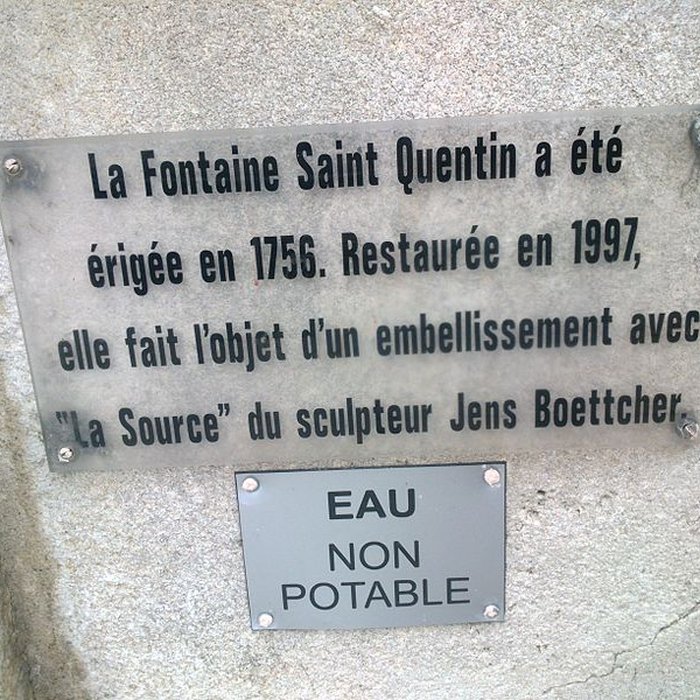 La Fontaine Saint Quentin a été
érigée en 1756. Restaurée en 1997,
elle fait l'objet d'un embellissement avec
"La Source" du sculpteur Jens Boettcher.
EAU
NON
POTABLE